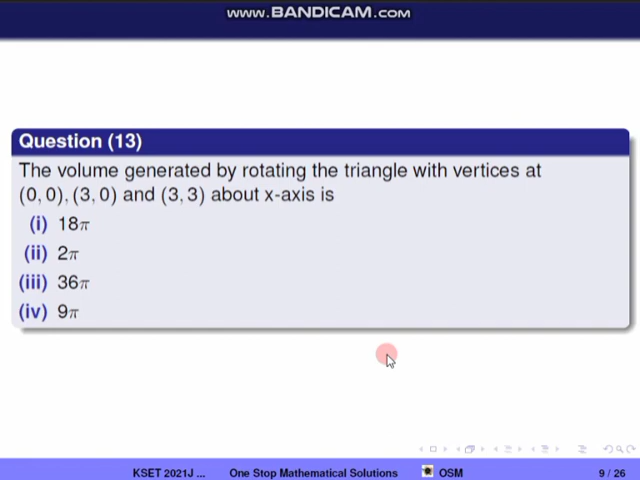 www.BANDICAM.com
Question (13)
The volume generated by rotating the triangle with vertices at
(0, 0), (3, 0) and (3, 3) about x-axis is
(i) 18π
(ii) 2π
(iii) 36π
(iv) 9π
KSET 2021J ... One Stop Mathematical Solutions OSM 9 / 26